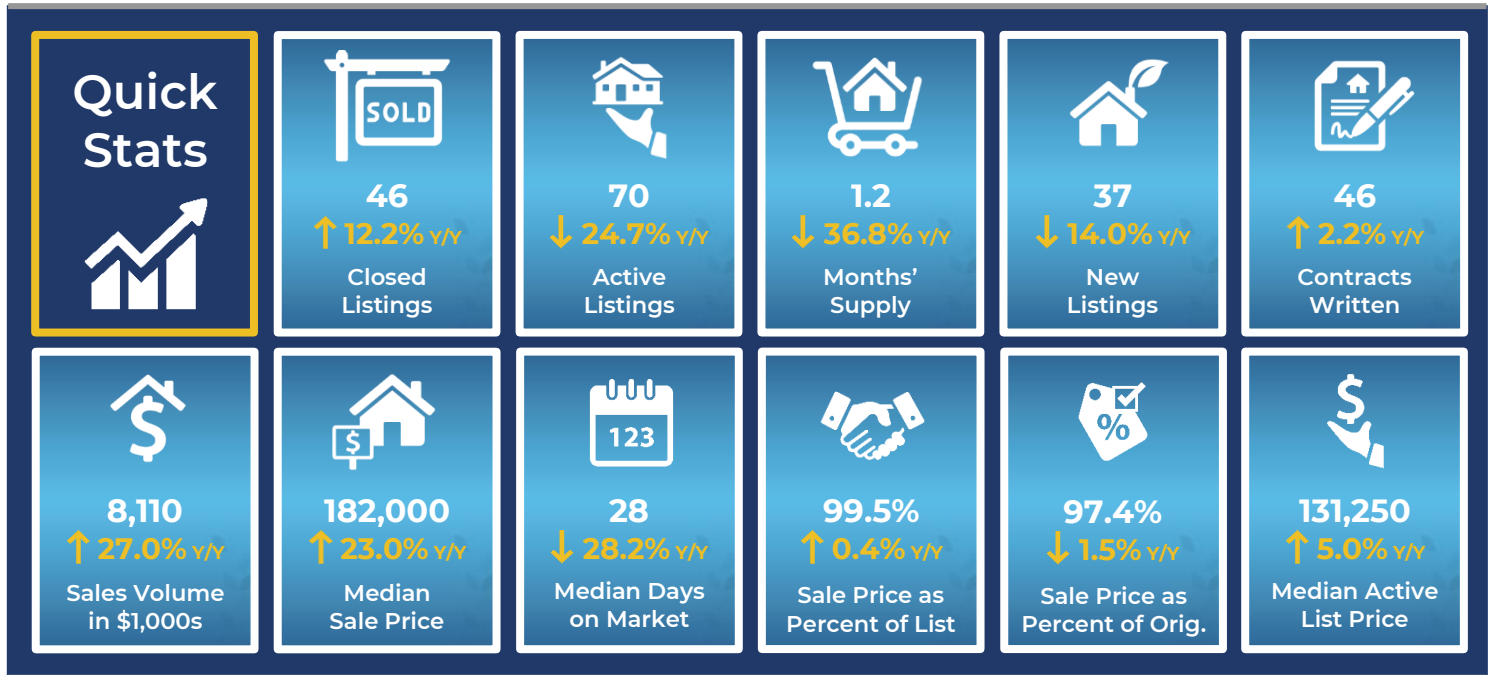 Quick
Stats
SOLD
46
↑ 12.2% Y/Y
Closed
Listings
70
↓ 24.7% Y/Y
Active
Listings
1.2
↓ 36.8% Y/Y
Months’
Supply
37
↓ 14.0% Y/Y
New
Listings
46
↑ 2.2% Y/Y
Contracts
Written
$
8,110
↑ 27.0% Y/Y
Sales Volume
in $1,000s
$
182,000
↑ 23.0% Y/Y
Median
Sale Price
123
28
↓ 28.2% Y/Y
Median Days
on Market
99.5%
↑ 0.4% Y/Y
Sale Price as
Percent of List
%
97.4%
↓ 1.5% Y/Y
Sale Price as
Percent of Orig.
$
131,250
↑ 5.0% Y/Y
Median Active
List Price